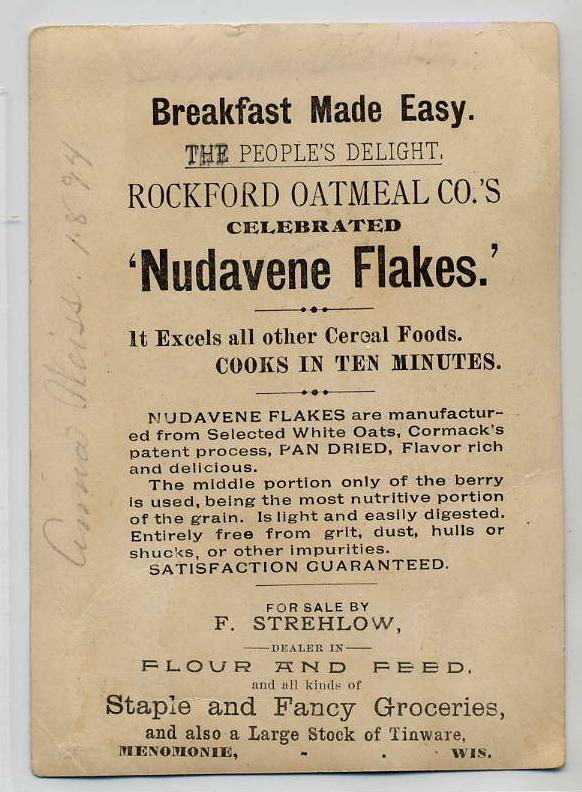 Breakfast Made Easy.
THE PEOPLE'S DELIGHT,
ROCKFORD OATMEAL CO.'S
CELEBRATED
'Nudavene Flakes.'
It Excels all other Cereal Foods.
COOKS IN TEN MINUTES.
NUDAVENE FLAKES are manufactur-
ed from Selected White Oats, Cormack's
patent process, PAN DRIED, Flavor rich
and delicious.
The middle portion only of the berry
is used, being the most nutritive portion
of the grain. Is light and easily digested.
Entirely free from grit, dust, hulls or
shucks, or other impurities.
SATISFACTION GUARANTEED.
FOR SALE BY
F. STREHLOW,
DEALER IN
FLOUR AND FEED,
and all kinds of
Staple and Fancy Groceries,
and also a Large Stock of Tinware,
MENOMONIE, - . WIS.
Anna Weiss. 1.8.94